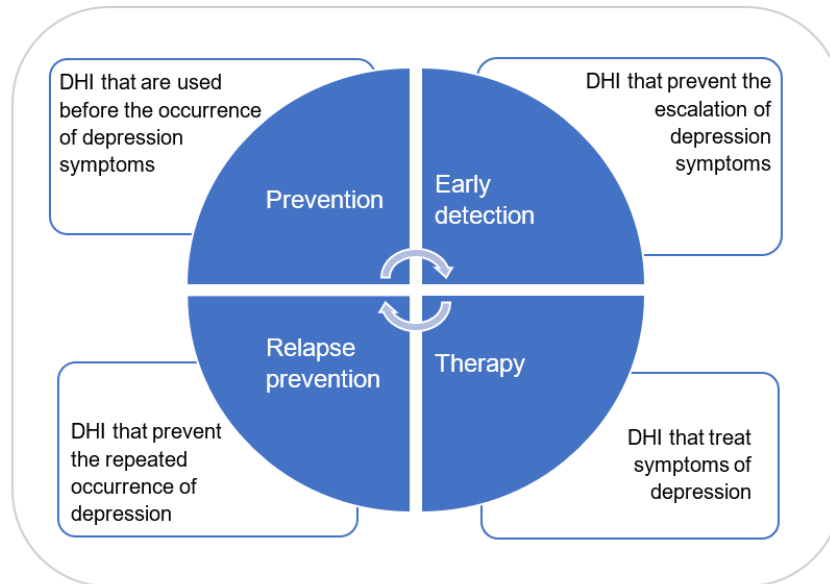 DHI that are used
before the occurrence
of depression
symptoms
DHI that prevent the
escalation of
depression
symptoms
Prevention
Early
detection
Relapse
prevention
Therapy
DHI that prevent
the repeated
occurrence of
depression
DHI that treat
symptoms of
depression